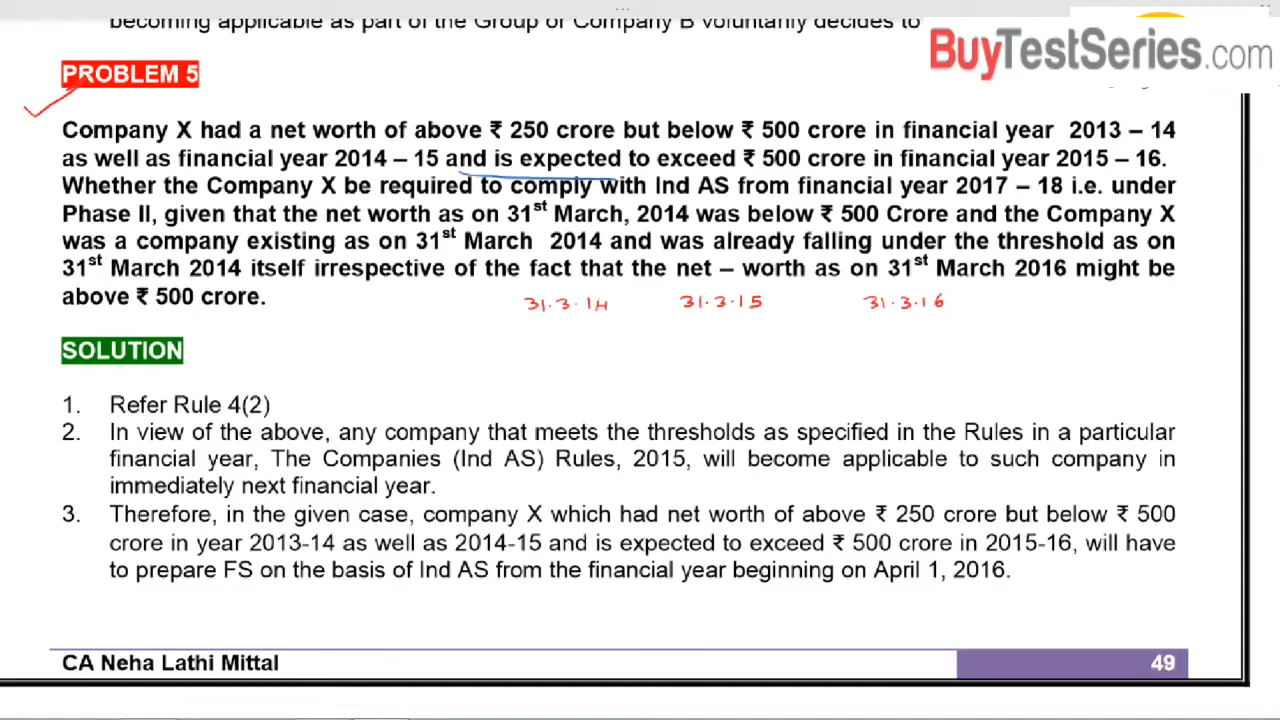 becoming applicable as part of the Group or Company B voluntarily decides to
BuyTestSeries.com
PROBLEM 5
Company X had a net worth of above ₹ 250 crore but below ₹ 500 crore in financial year 2013 – 14
as well as financial year 2014 – 15 and is expected to exceed ₹ 500 crore in financial year 2015 – 16.
Whether the Company X be required to comply with Ind AS from financial year 2017 – 18 i.e. under
Phase II, given that the net worth as on 31st March, 2014 was below ₹ 500 Crore and the Company X
was a company existing as on 31st March 2014 and was already falling under the threshold as on
31st March 2014 itself irrespective of the fact that the net – worth as on 31st March 2016 might be
above ₹ 500 crore.
31.3.14 31.3.15 31.3.16
SOLUTION
1. Refer Rule 4(2)
2. In view of the above, any company that meets the thresholds as specified in the Rules in a particular
financial year, The Companies (Ind AS) Rules, 2015, will become applicable to such company in
immediately next financial year.
3. Therefore, in the given case, company X which had net worth of above ₹ 250 crore but below ₹ 500
crore in year 2013-14 as well as 2014-15 and is expected to exceed ₹ 500 crore in 2015-16, will have
to prepare FS on the basis of Ind AS from the financial year beginning on April 1, 2016.
CA Neha Lathi Mittal 49